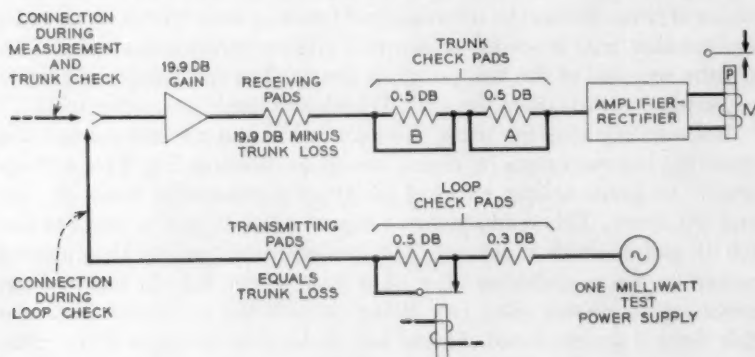 CONNECTION
DURING
MEASUREMENT
AND
TRUNK CHECK
19.9 DB
GAIN
RECEIVING
PADS
19.9 DB MINUS
TRUNK LOSS
TRUNK
CHECK PADS
0.5 DB
0.5 DB
B
A
AMPLIFIER-
RECTIFIER
P
M
CONNECTION
DURING
LOOP CHECK
TRANSMITTING
PADS
EQUALS
TRUNK LOSS
LOOP
CHECK PADS
0.5 DB
0.3 DB
ONE MILLIWATT
TEST
POWER SUPPLY